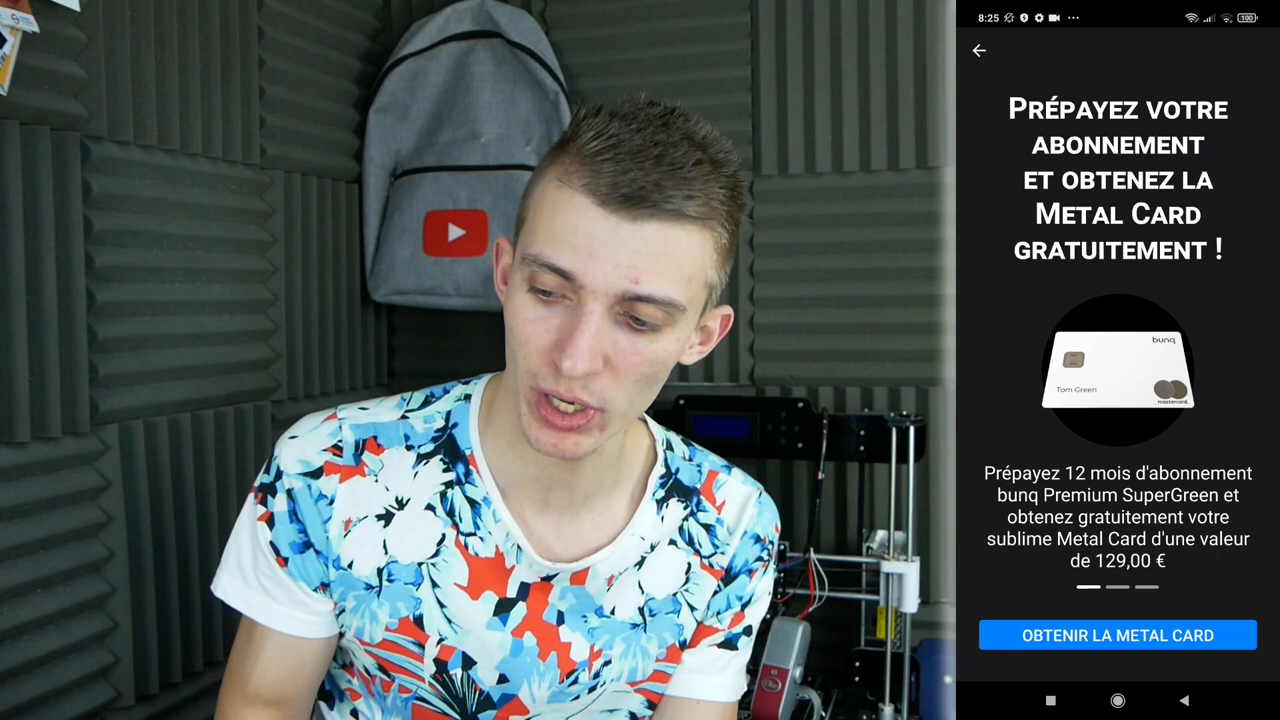 8:25
100
PRÉPAYEZ VOTRE
ABONNEMENT
ET OBTENEZ LA
METAL CARD
GRATUITEMENT !
bunq
Tom Green
mastercard.
Prépayez 12 mois d'abonnement
bunq Premium SuperGreen et
obtenez gratuitement votre
sublime Metal Card d'une valeur
de 129,00 €
OBTENIR LA METAL CARD